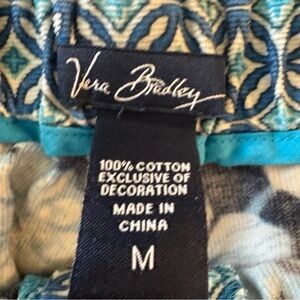 Vera Bradley
100% COTTON
EXCLUSIVE OF
DECORATION
MADE IN
CHINA
M